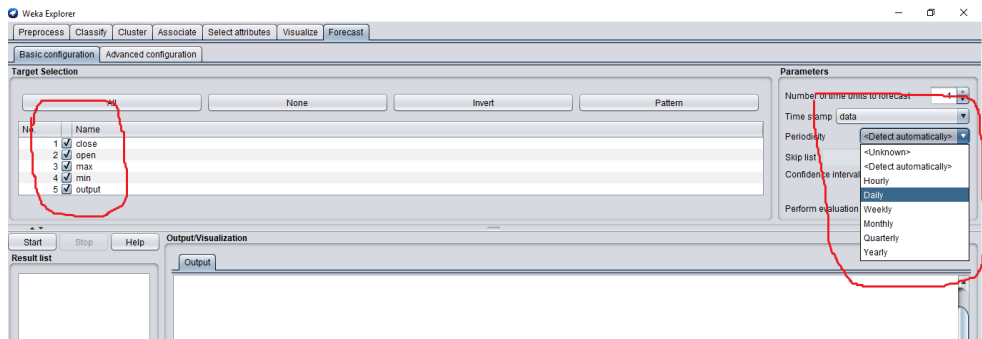 Weka Explorer
Preprocess Classify Cluster Associate Select attributes Visualize Forecast
Basic configuration Advanced configuration
Target Selection
All None Invert Pattern
No. Name
1 close
2 open
3 max
4 min
5 output
Parameters
Number of time units to forecast
Time stamp data
Periodicity <Detect automatically>
<Unknown>
<Detect automatically>
Hourly
Daily
Weekly
Monthly
Quarterly
Yearly
Skip list
Confidence interval
Perform evaluation
Start Stop Help
Result list
Output/Visualization
Output